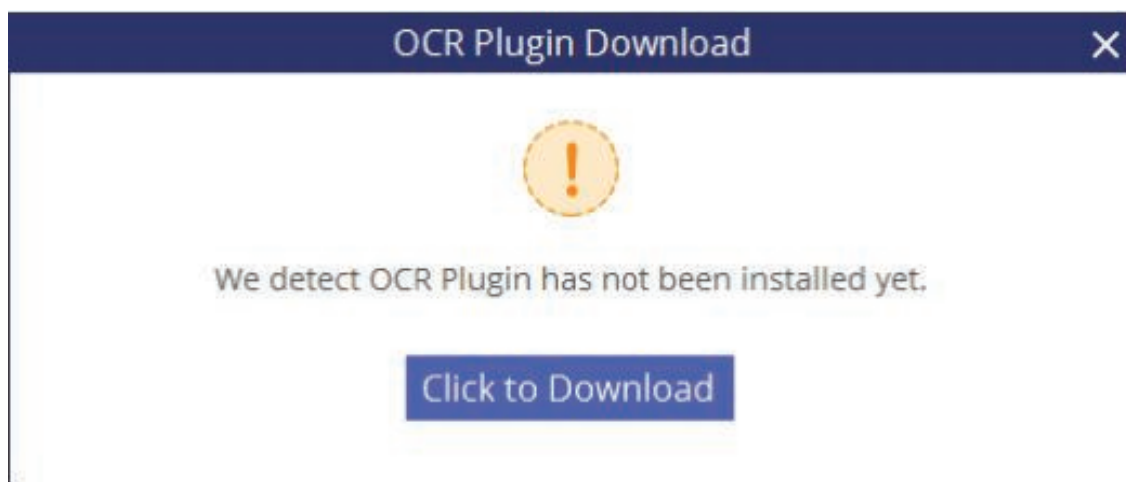 OCR Plugin Download
We detect OCR Plugin has not been installed yet.
Click to Download